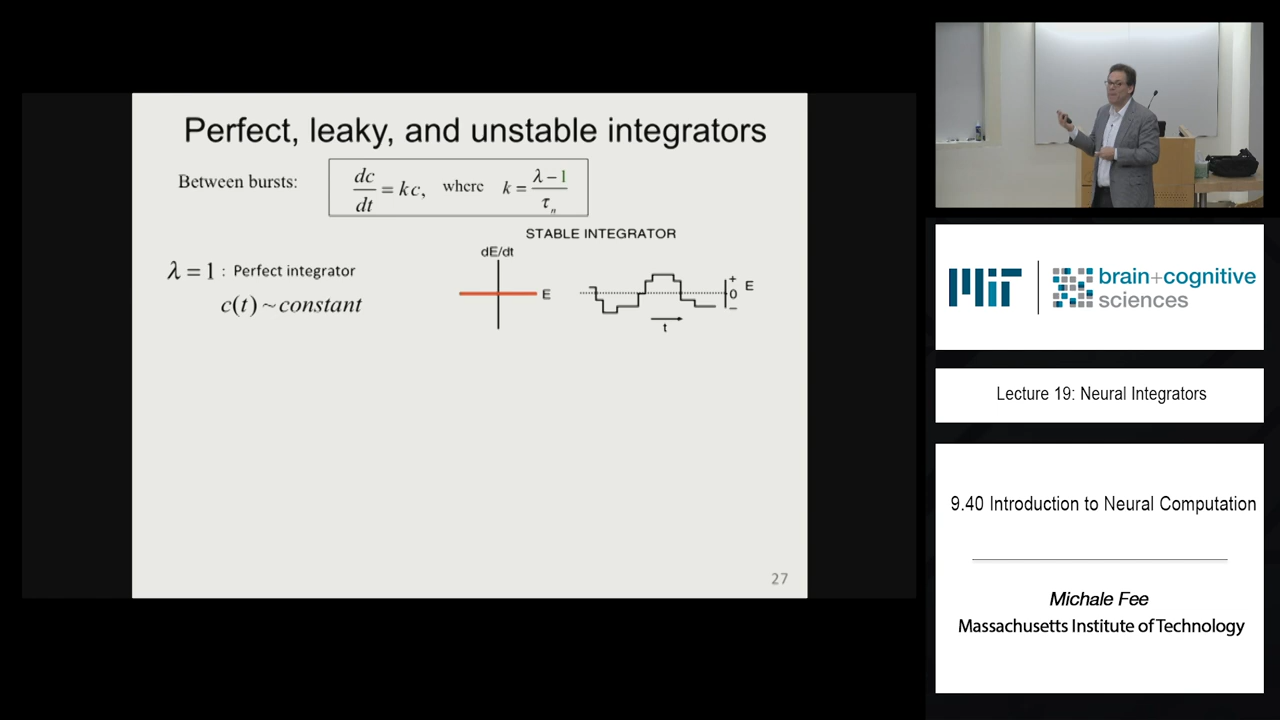 Perfect, leaky, and unstable integrators
Between bursts: dc/dt = kc, where k = (λ − 1)/τn
STABLE INTEGRATOR
dE/dt
λ = 1 : Perfect integrator
c(t) ~ constant
E
+
0
−
E
t
27
MIT
brain+cognitive
sciences
Lecture 19: Neural Integrators
9.40 Introduction to Neural Computation
Michale Fee
Massachusetts Institute of Technology